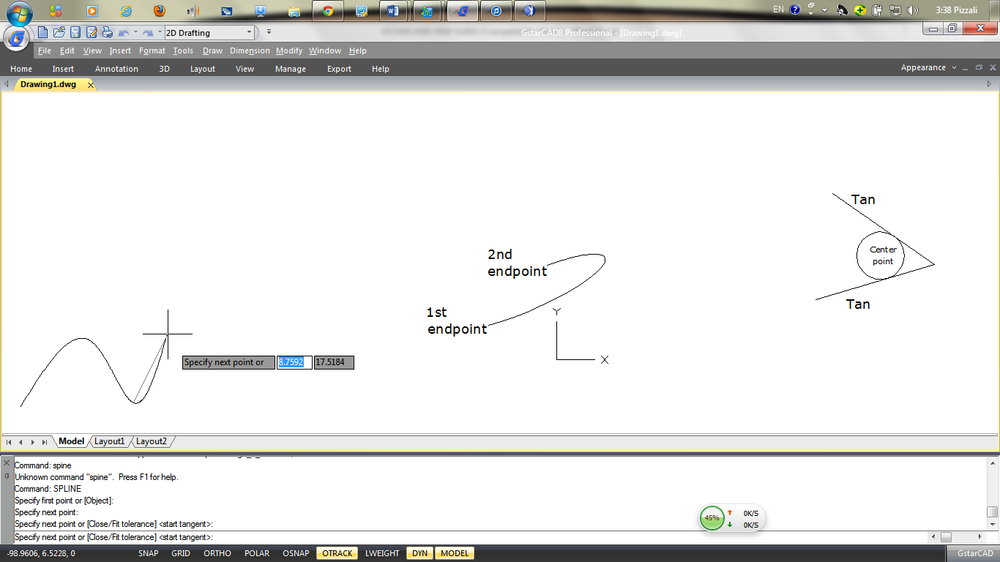 EN
3:38 Pizzali
2D Drafting
GstarCAD8 Professional - [Drawing1.dwg]
File Edit View Insert Format Tools Draw Dimension Modify Window Help
Home Insert Annotation 3D Layout View Manage Export Help
Appearance
Drawing1.dwg
Tan
Center
point
Tan
2nd
endpoint
1st
endpoint
Y
X
Specify next point or 8.7592 17.5184
Model Layout1 Layout2
Command: spine
Unknown command "spine". Press F1 for help.
Command: SPLINE
Specify first point or [Object]:
Specify next point:
Specify next point or [Close/Fit tolerance] <start tangent>:
Specify next point or [Close/Fit tolerance] <start tangent>:
45%
0K/S
0K/S
-98.9606, 6.5228, 0
SNAP GRID ORTHO POLAR OSNAP OTRACK LWEIGHT DYN MODEL
GstarCAD